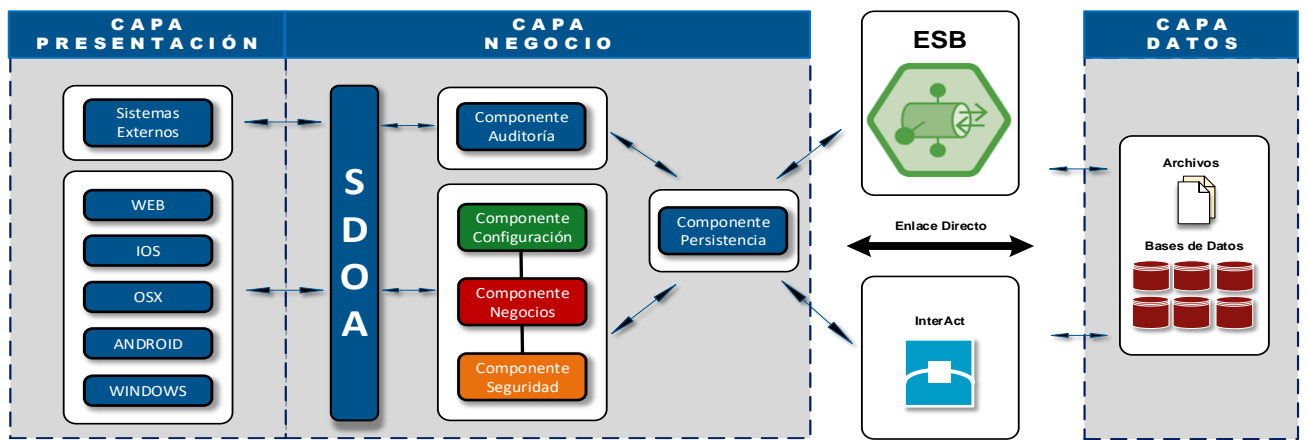 CAPA
PRESENTACIÓN
CAPA
NEGOCIO
ESB
CAPA
DATOS
Sistemas
Externos
WEB
IOS
OSX
ANDROID
WINDOWS
S
D
O
A
Componente
Auditoría
Componente
Configuración
Componente
Negocios
Componente
Seguridad
Componente
Persistencia
Enlace Directo
InterAct
Archivos
Bases de Datos